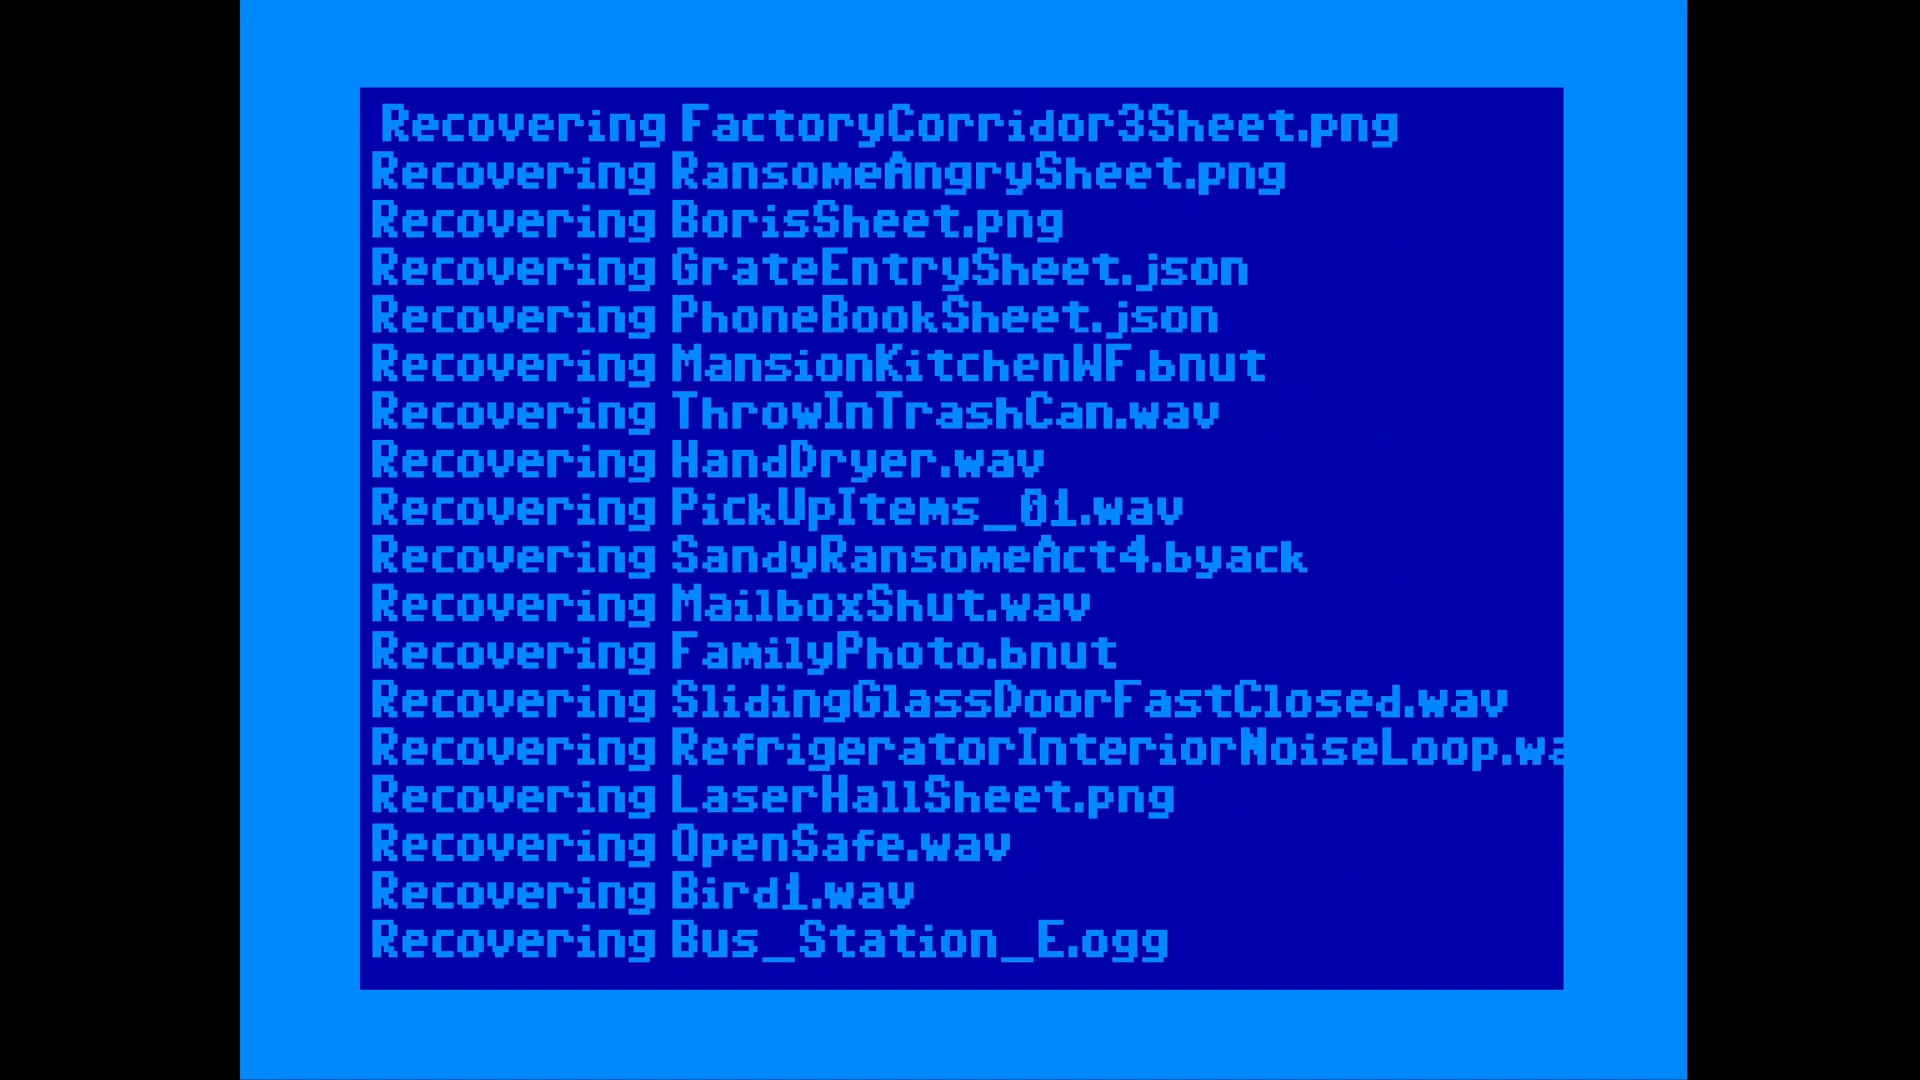 Recovering FactoryCorridor3Sheet.png
Recovering RansomeAngrySheet.png
Recovering BorisSheet.png
Recovering GrateEntrySheet.json
Recovering PhoneBookSheet.json
Recovering MansionKitchenWF.bnut
Recovering ThrowInTrashCan.wav
Recovering HandDryer.wav
Recovering PickUpItems_01.wav
Recovering SandyRansomeAct4.byack
Recovering MailboxShut.wav
Recovering FamilyPhoto.bnut
Recovering SlidingGlassDoorFastClosed.wav
Recovering RefrigeratorInteriorNoiseLoop.wa
Recovering LaserHallSheet.png
Recovering OpenSafe.wav
Recovering Bird1.wav
Recovering Bus_Station_E.ogg